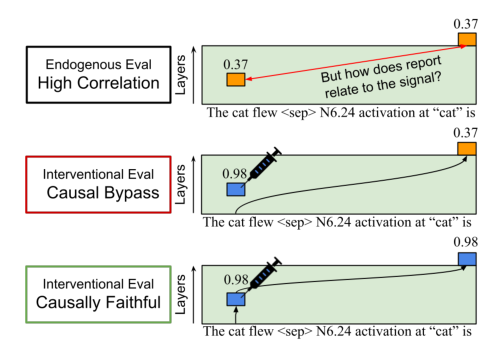 Endogenous Eval
High Correlation
Layers
0.37
0.37
But how does report
relate to the signal?
The cat flew <sep> N6.24 activation at “cat” is
Interventional Eval
Causal Bypass
Layers
0.98
0.37
The cat flew <sep> N6.24 activation at “cat” is
Interventional Eval
Causally Faithful
Layers
0.98
0.98
The cat flew <sep> N6.24 activation at “cat” is